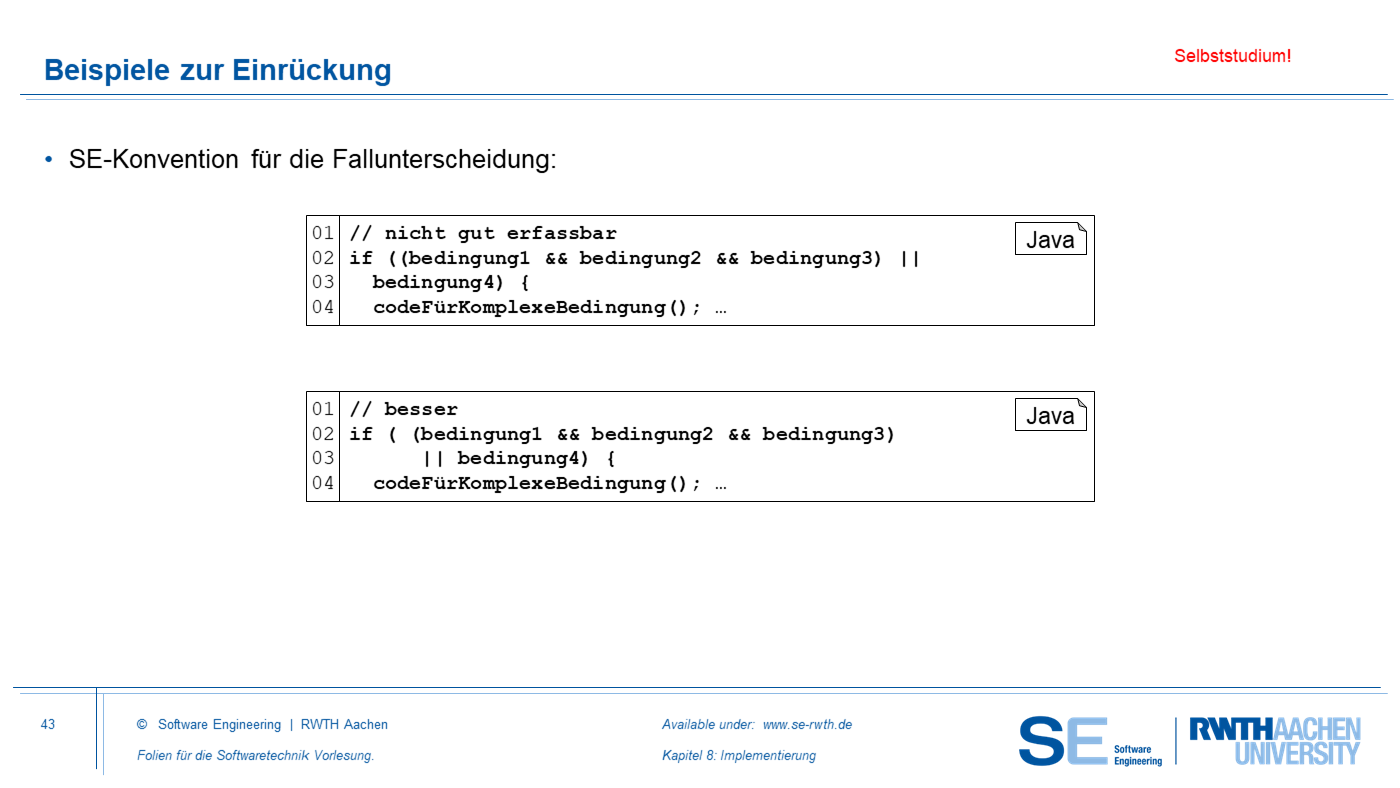 Beispiele zur Einrückung
Selbststudium!
• SE-Konvention für die Fallunterscheidung:
Java
01 // nicht gut erfassbar
02 if ((bedingung1 && bedingung2 && bedingung3) ||
03   bedingung4) {
04   codeFürKomplexeBedingung(); …
Java
01 // besser
02 if ( (bedingung1 && bedingung2 && bedingung3)
03       || bedingung4) {
04   codeFürKomplexeBedingung(); …
43
© Software Engineering | RWTH Aachen
Folien für die Softwaretechnik Vorlesung.
Available under: www.se-rwth.de
Kapitel 8: Implementierung
SE Software
Engineering
RWTHAACHEN
UNIVERSITY